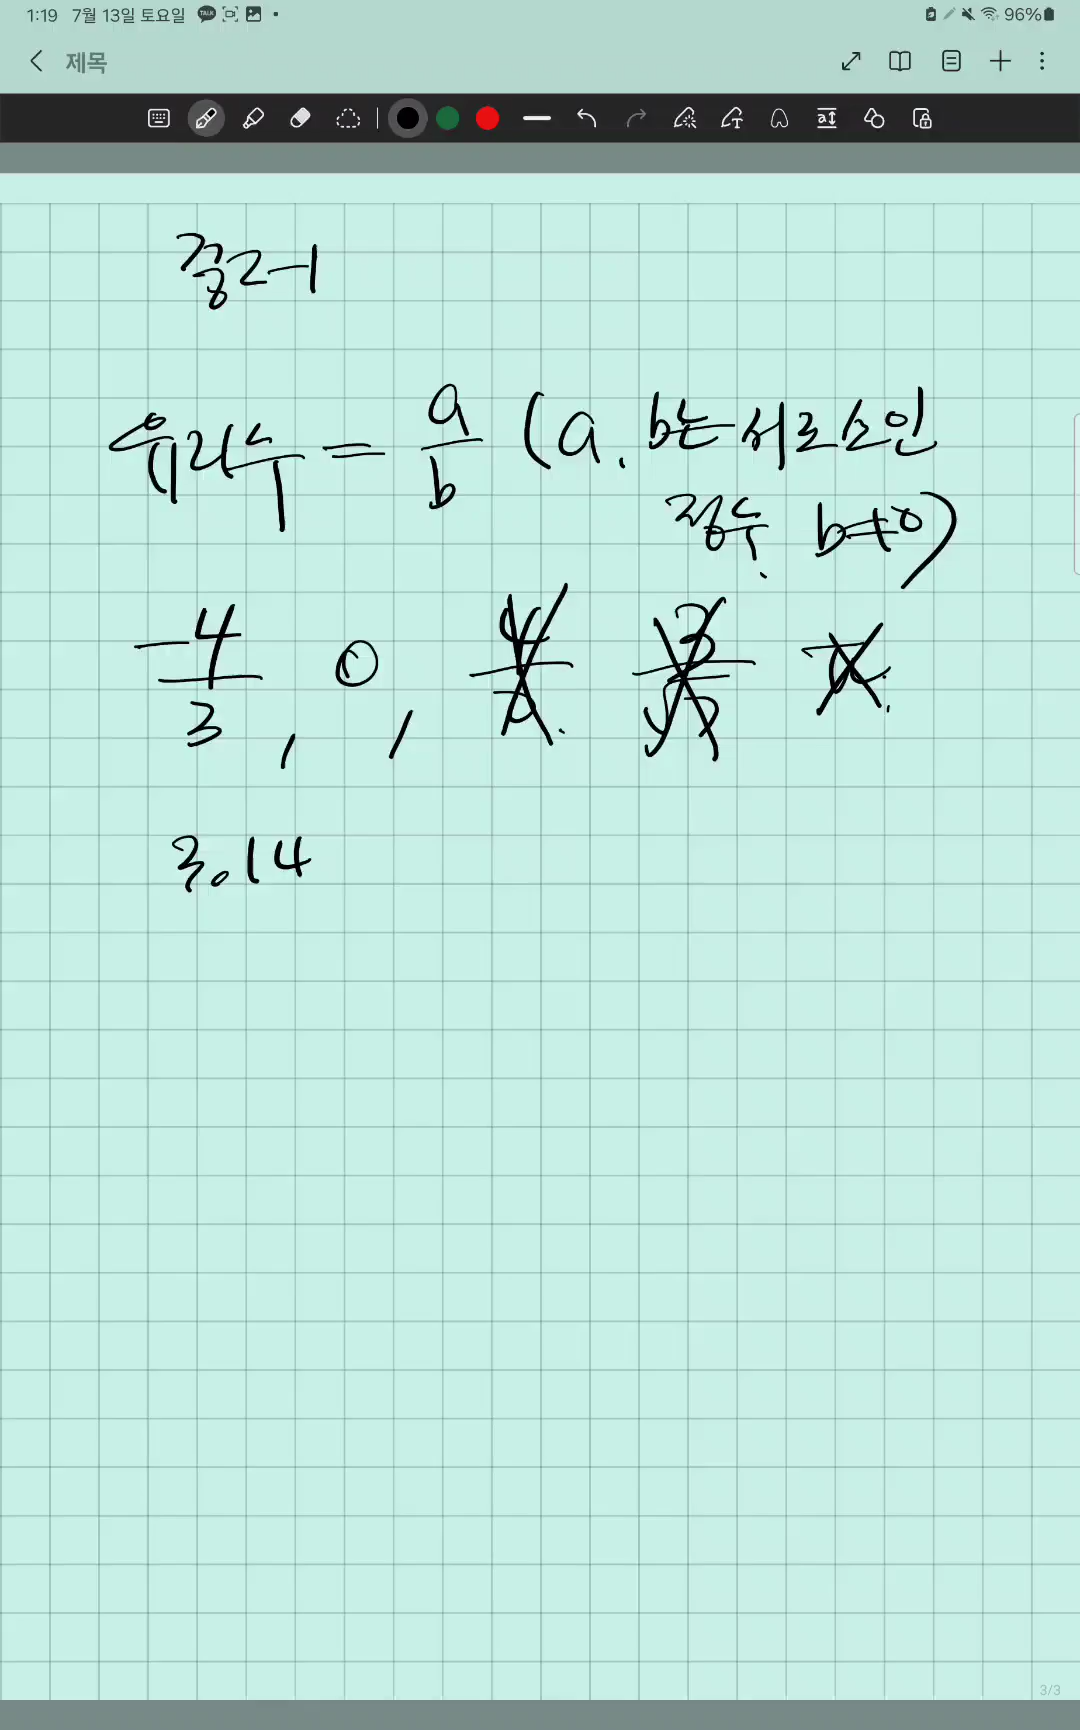 1:19 7월 13일 토요일 TALK 96%
제목
중2-1
유리수 = a/b (a, b는 서로소인
정수. b≠0)
-4/3, 0,
3.14
3/3